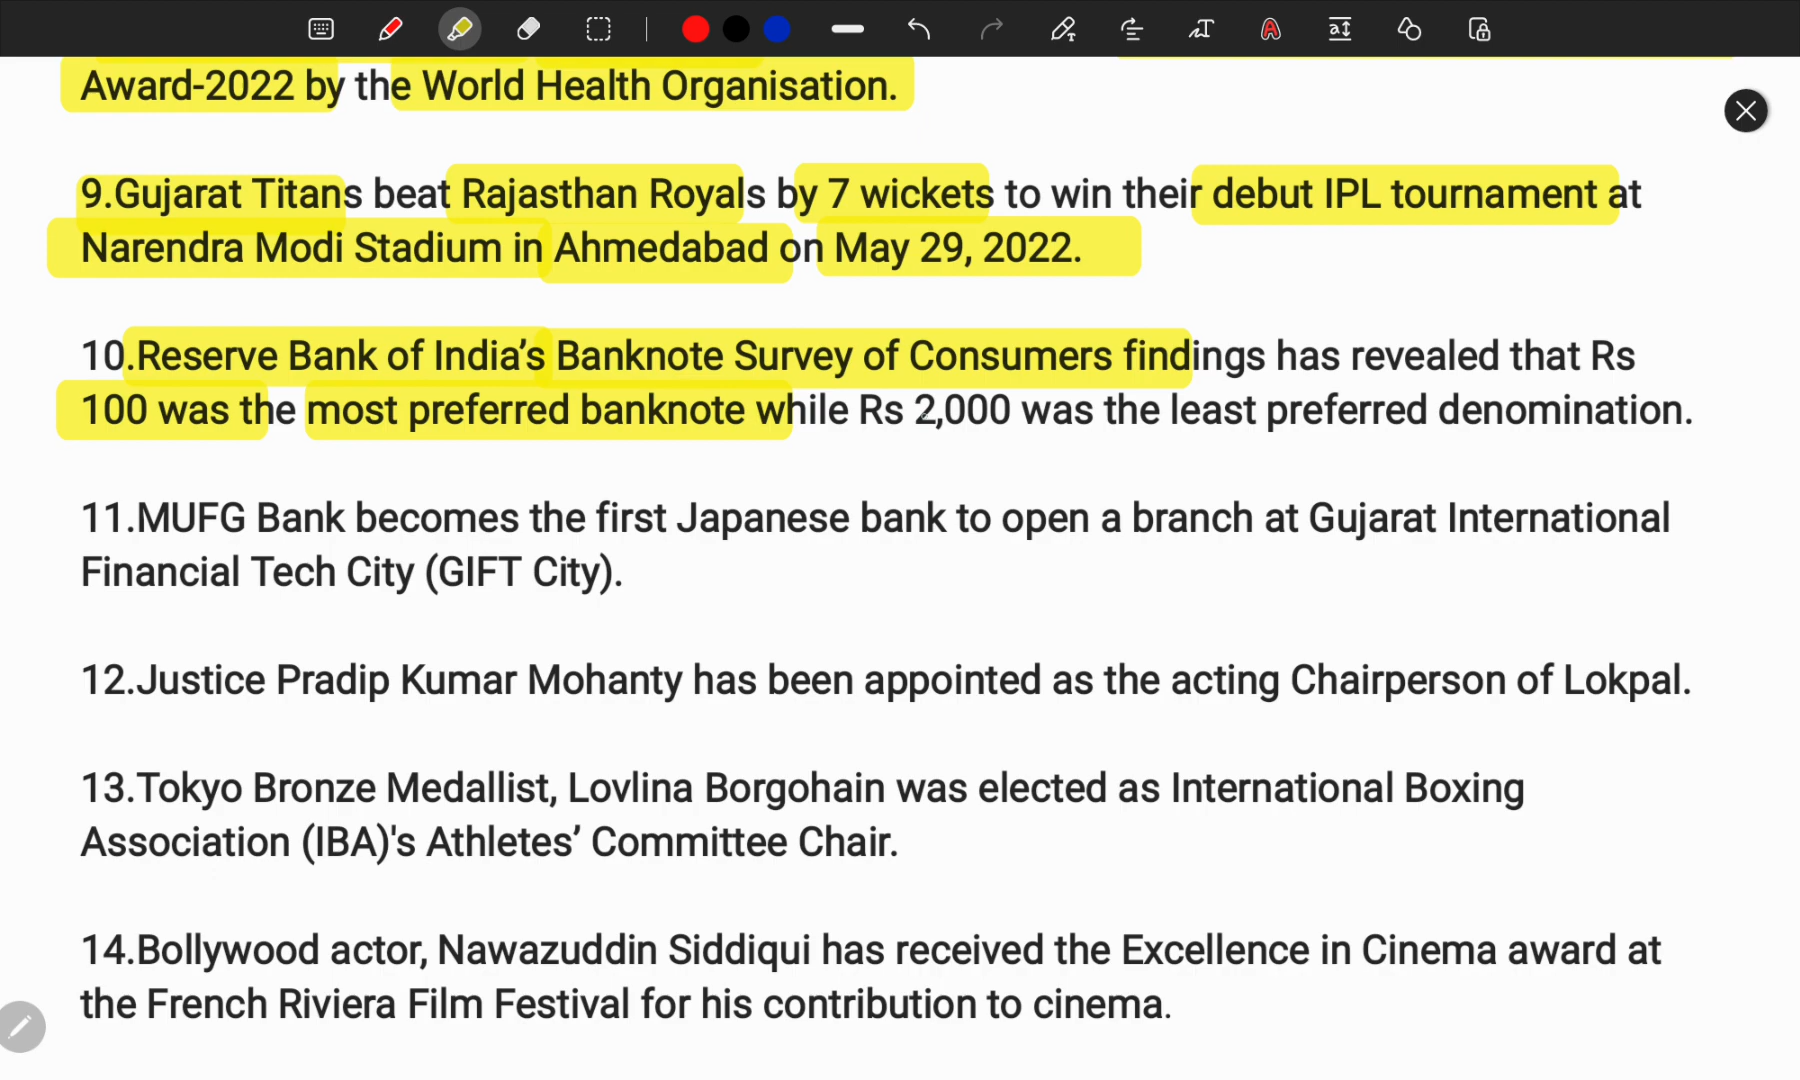 Award-2022 by the World Health Organisation.
9.Gujarat Titans beat Rajasthan Royals by 7 wickets to win their debut IPL tournament at
Narendra Modi Stadium in Ahmedabad on May 29, 2022.
10.Reserve Bank of India’s Banknote Survey of Consumers findings has revealed that Rs
100 was the most preferred banknote while Rs 2,000 was the least preferred denomination.
11.MUFG Bank becomes the first Japanese bank to open a branch at Gujarat International
Financial Tech City (GIFT City).
12.Justice Pradip Kumar Mohanty has been appointed as the acting Chairperson of Lokpal.
13.Tokyo Bronze Medallist, Lovlina Borgohain was elected as International Boxing
Association (IBA)'s Athletes’ Committee Chair.
14.Bollywood actor, Nawazuddin Siddiqui has received the Excellence in Cinema award at
the French Riviera Film Festival for his contribution to cinema.